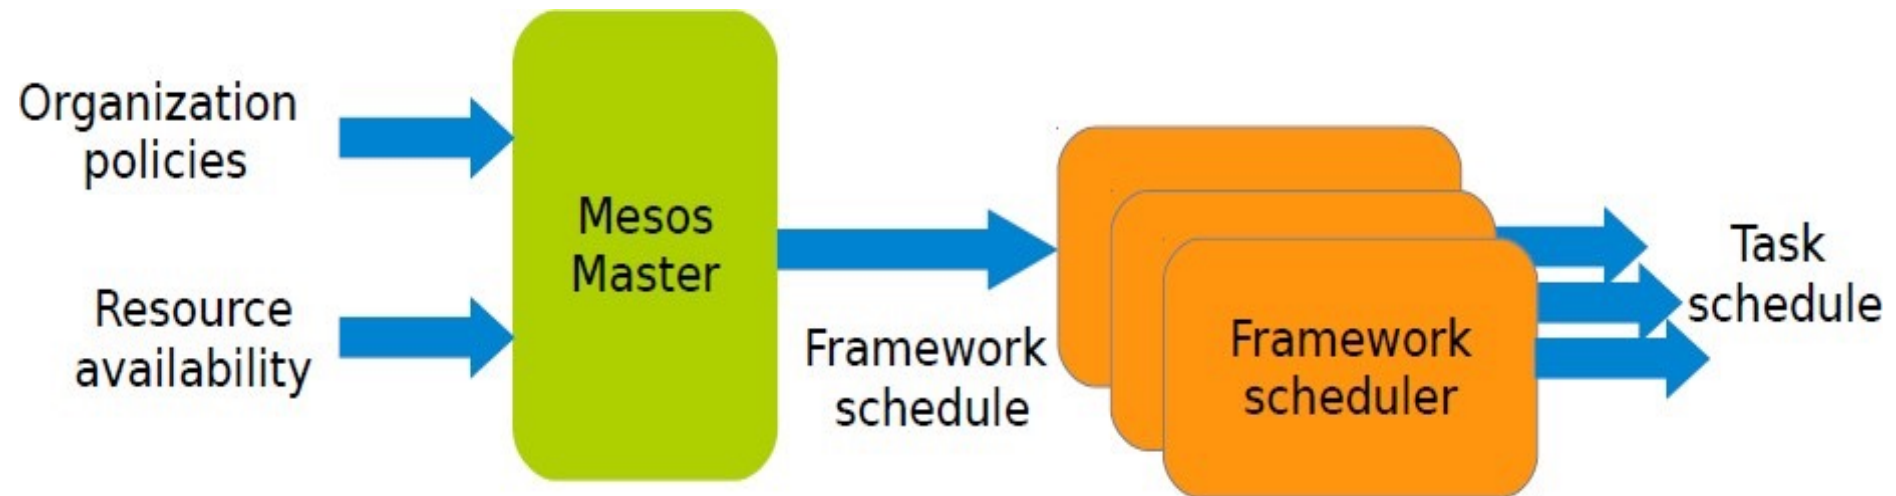 Organization
policies
Resource
availability
Mesos
Master
Framework
schedule
Framework
scheduler
Task
schedule